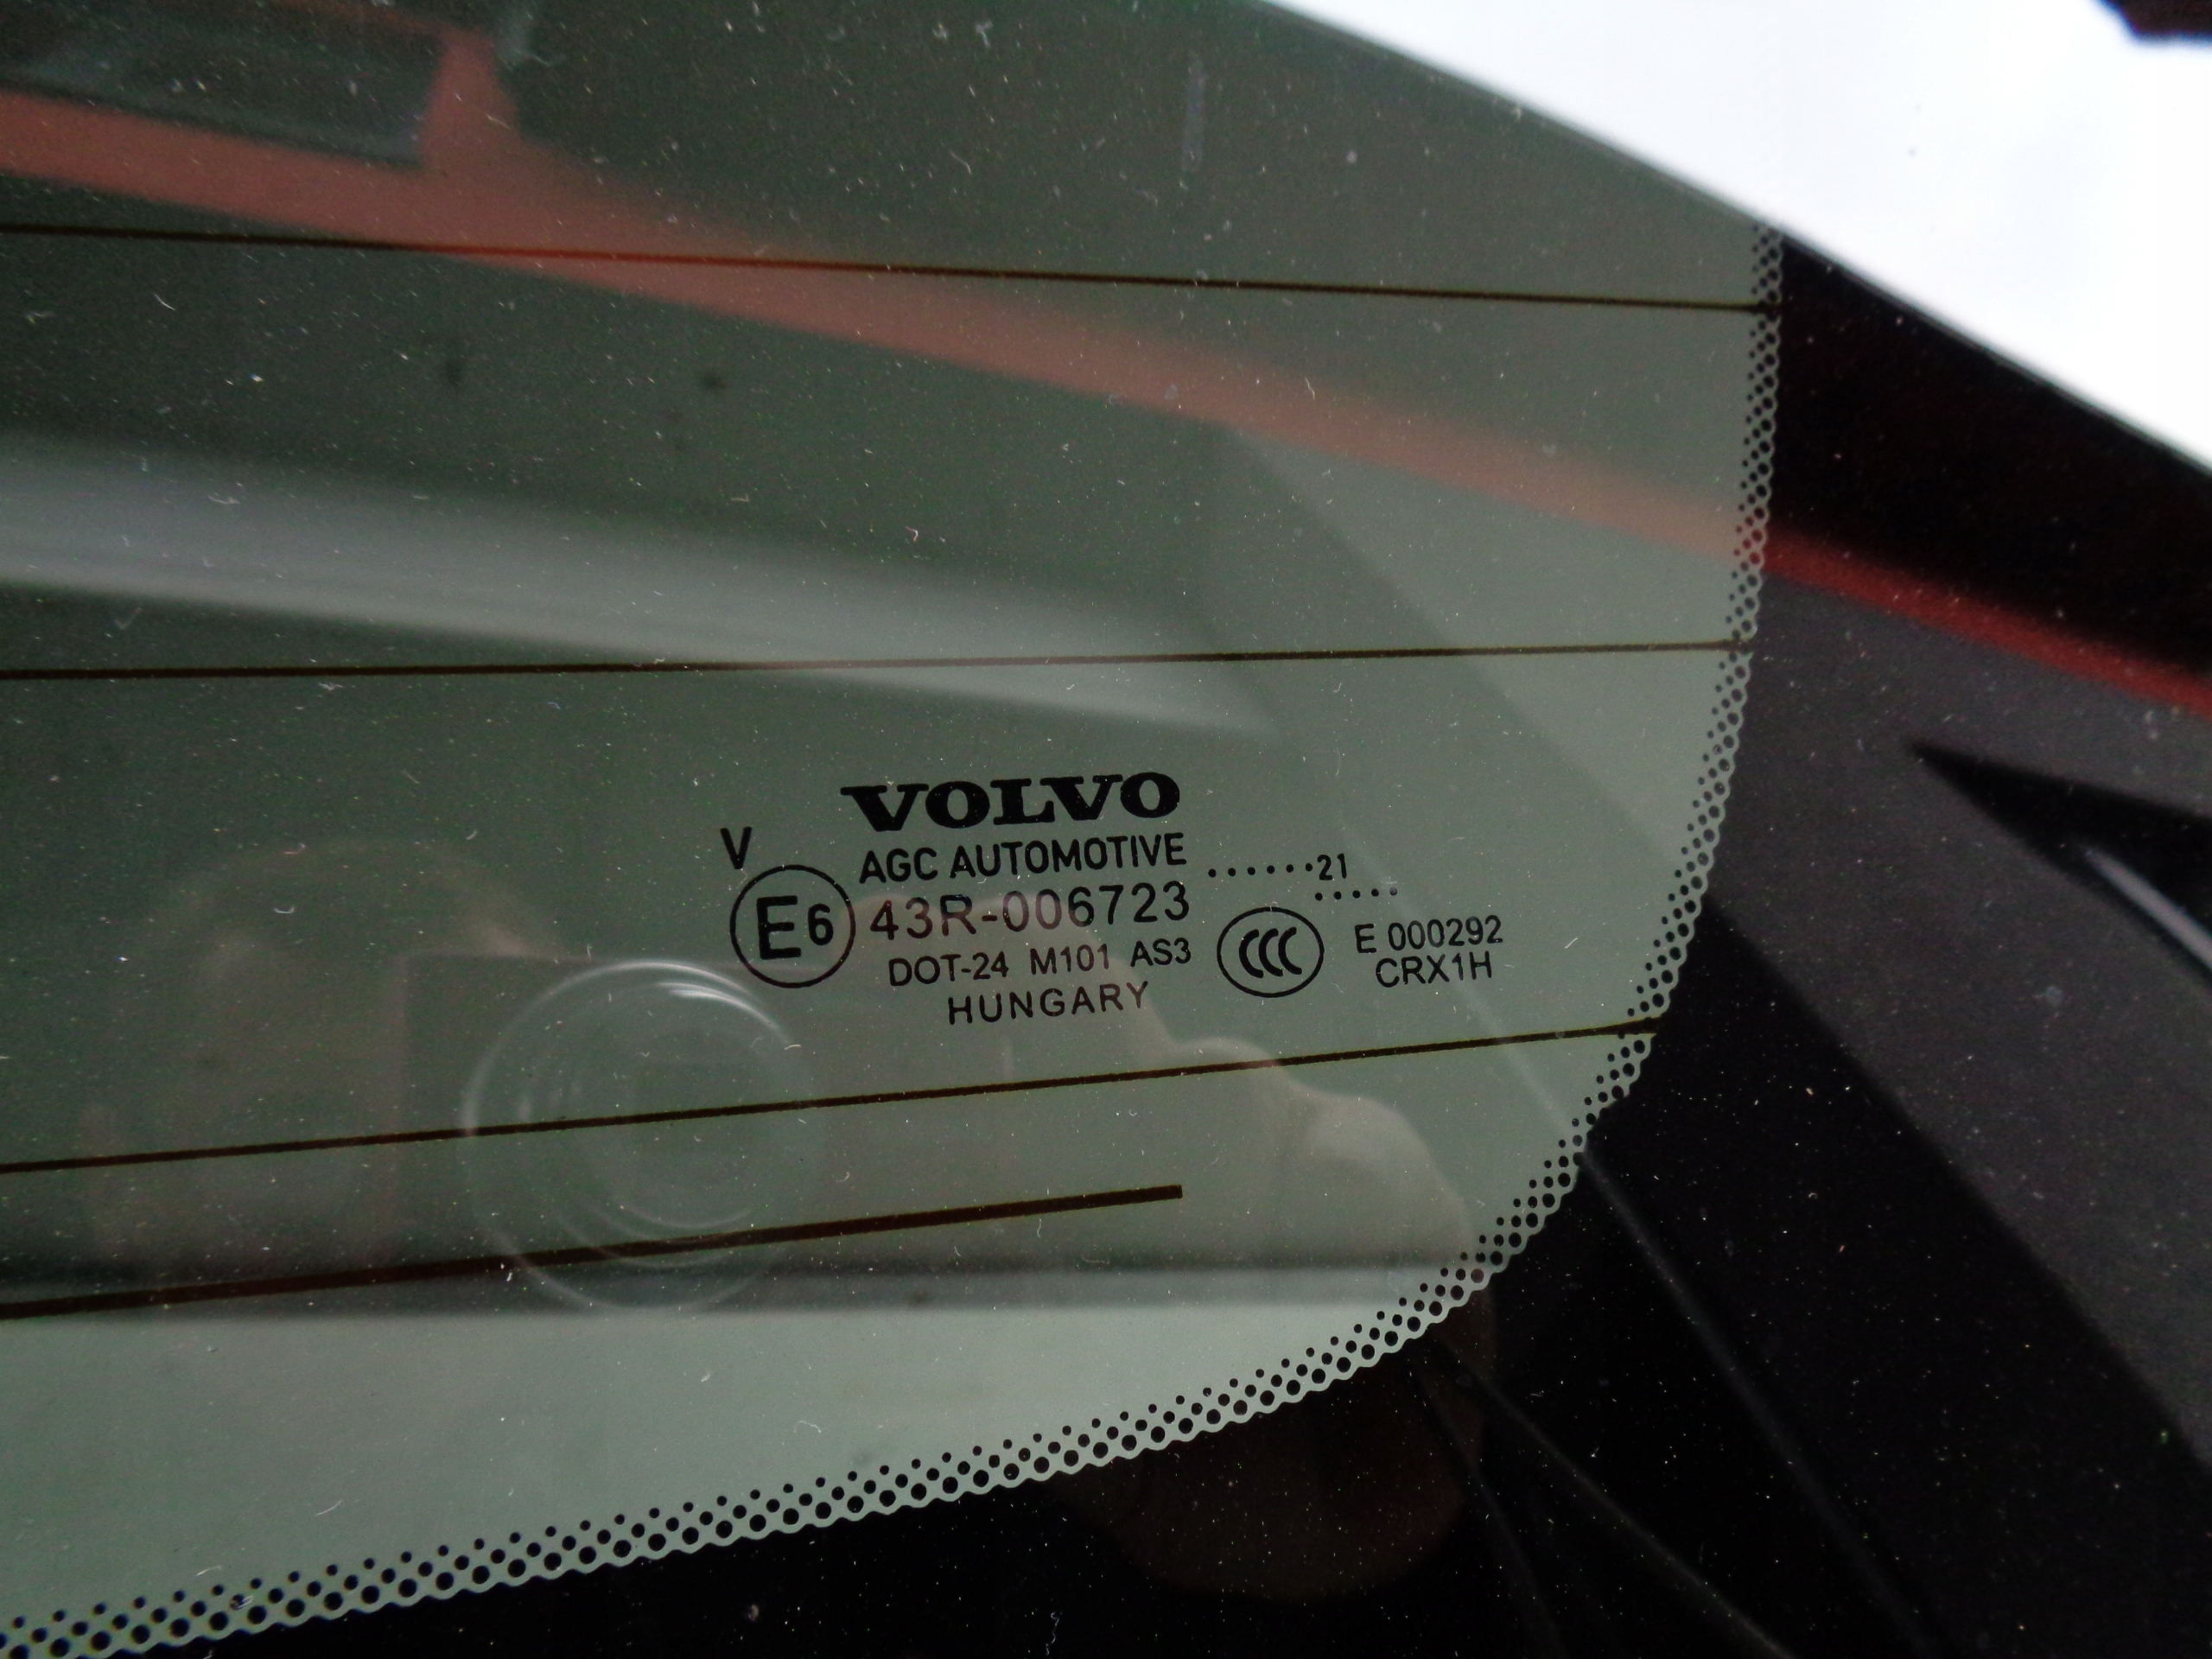 VOLVO
V
AGC AUTOMOTIVE ......21
.....
E6 43R-006723
DOT-24 M101 AS3 CCC E 000292
CRX1H
HUNGARY